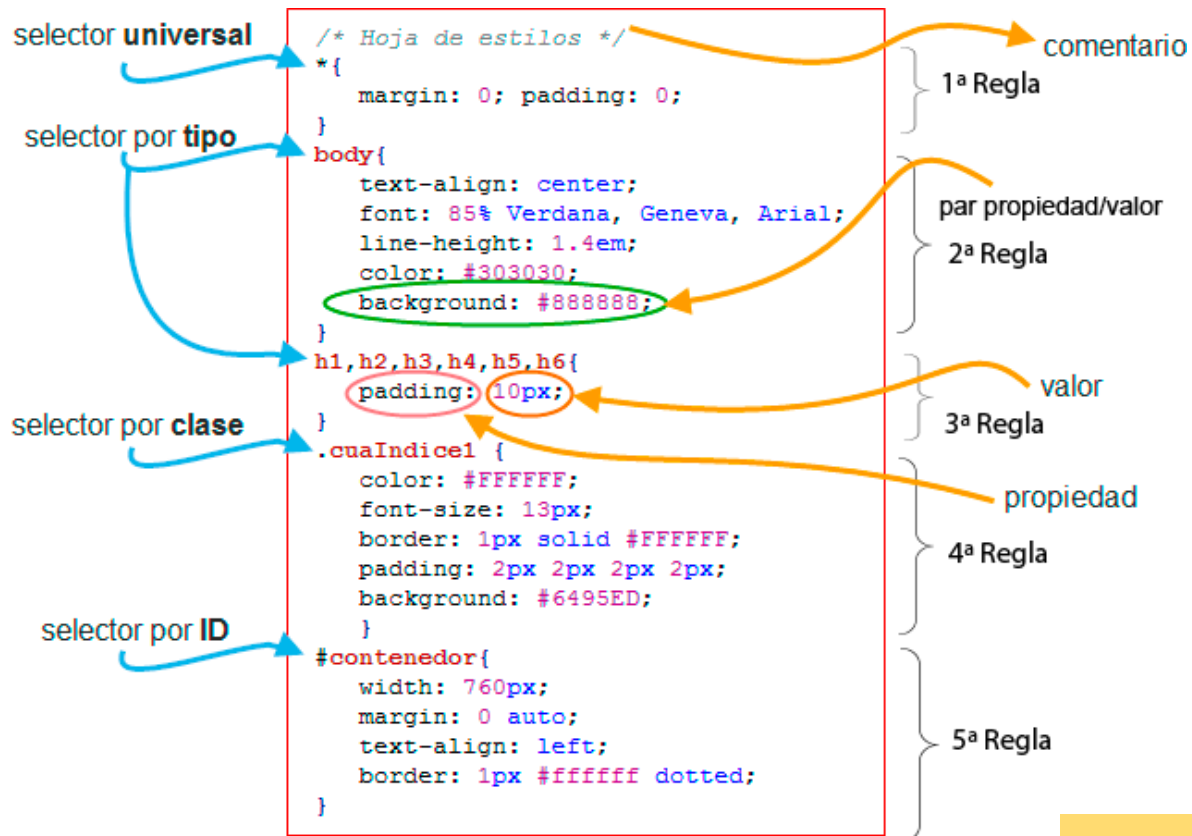 selector universal
selector por tipo
selector por clase
selector por ID
/* Hoja de estilos */
*{
margin: 0; padding: 0;
}
body{
text-align: center;
font: 85% Verdana, Geneva, Arial;
line-height: 1.4em;
color: #303030;
background: #888888;
}
h1,h2,h3,h4,h5,h6{
padding: 10px;
}
.cuaIndice1 {
color: #FFFFFF;
font-size: 13px;
border: 1px solid #FFFFFF;
padding: 2px 2px 2px 2px;
background: #6495ED;
}
#contenedor{
width: 760px;
margin: 0 auto;
text-align: left;
border: 1px #ffffff dotted;
}
comentario
1ª Regla
par propiedad/valor
2ª Regla
valor
3ª Regla
propiedad
4ª Regla
5ª Regla